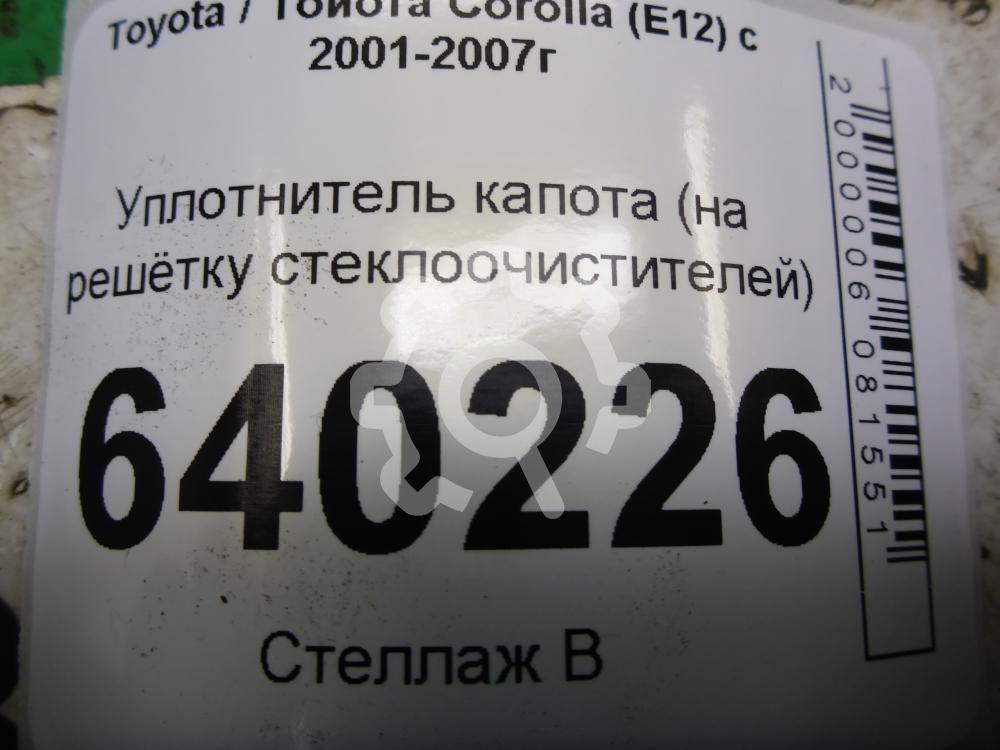 Toyota / Тойота Corolla (E12) с
2001-2007г
Уплотнитель капота (на
решётку стеклоочистителей)
640226
Стеллаж В
2000006081551